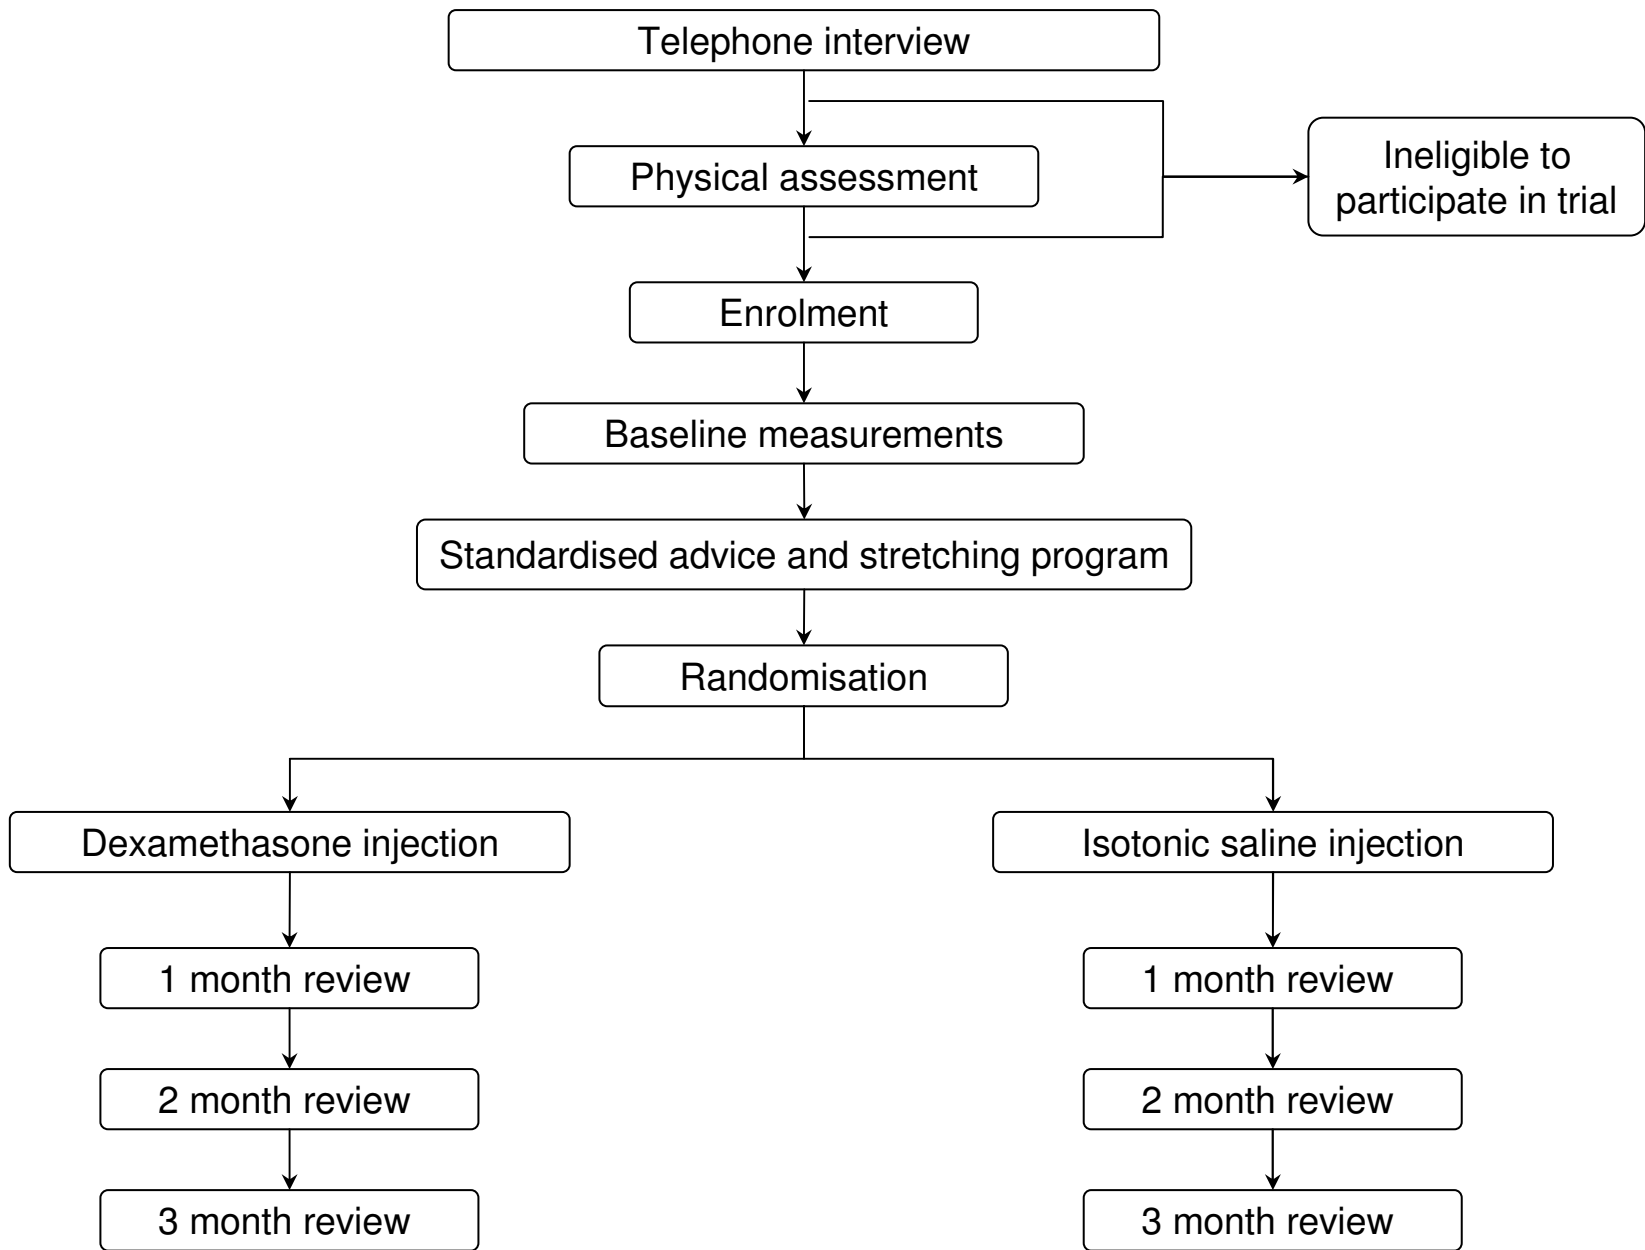 Telephone interview
Physical assessment
Ineligible to
participate in trial
Enrolment
Baseline measurements
Standardised advice and stretching program
Randomisation
Dexamethasone injection
Isotonic saline injection
1 month review
1 month review
2 month review
2 month review
3 month review
3 month review